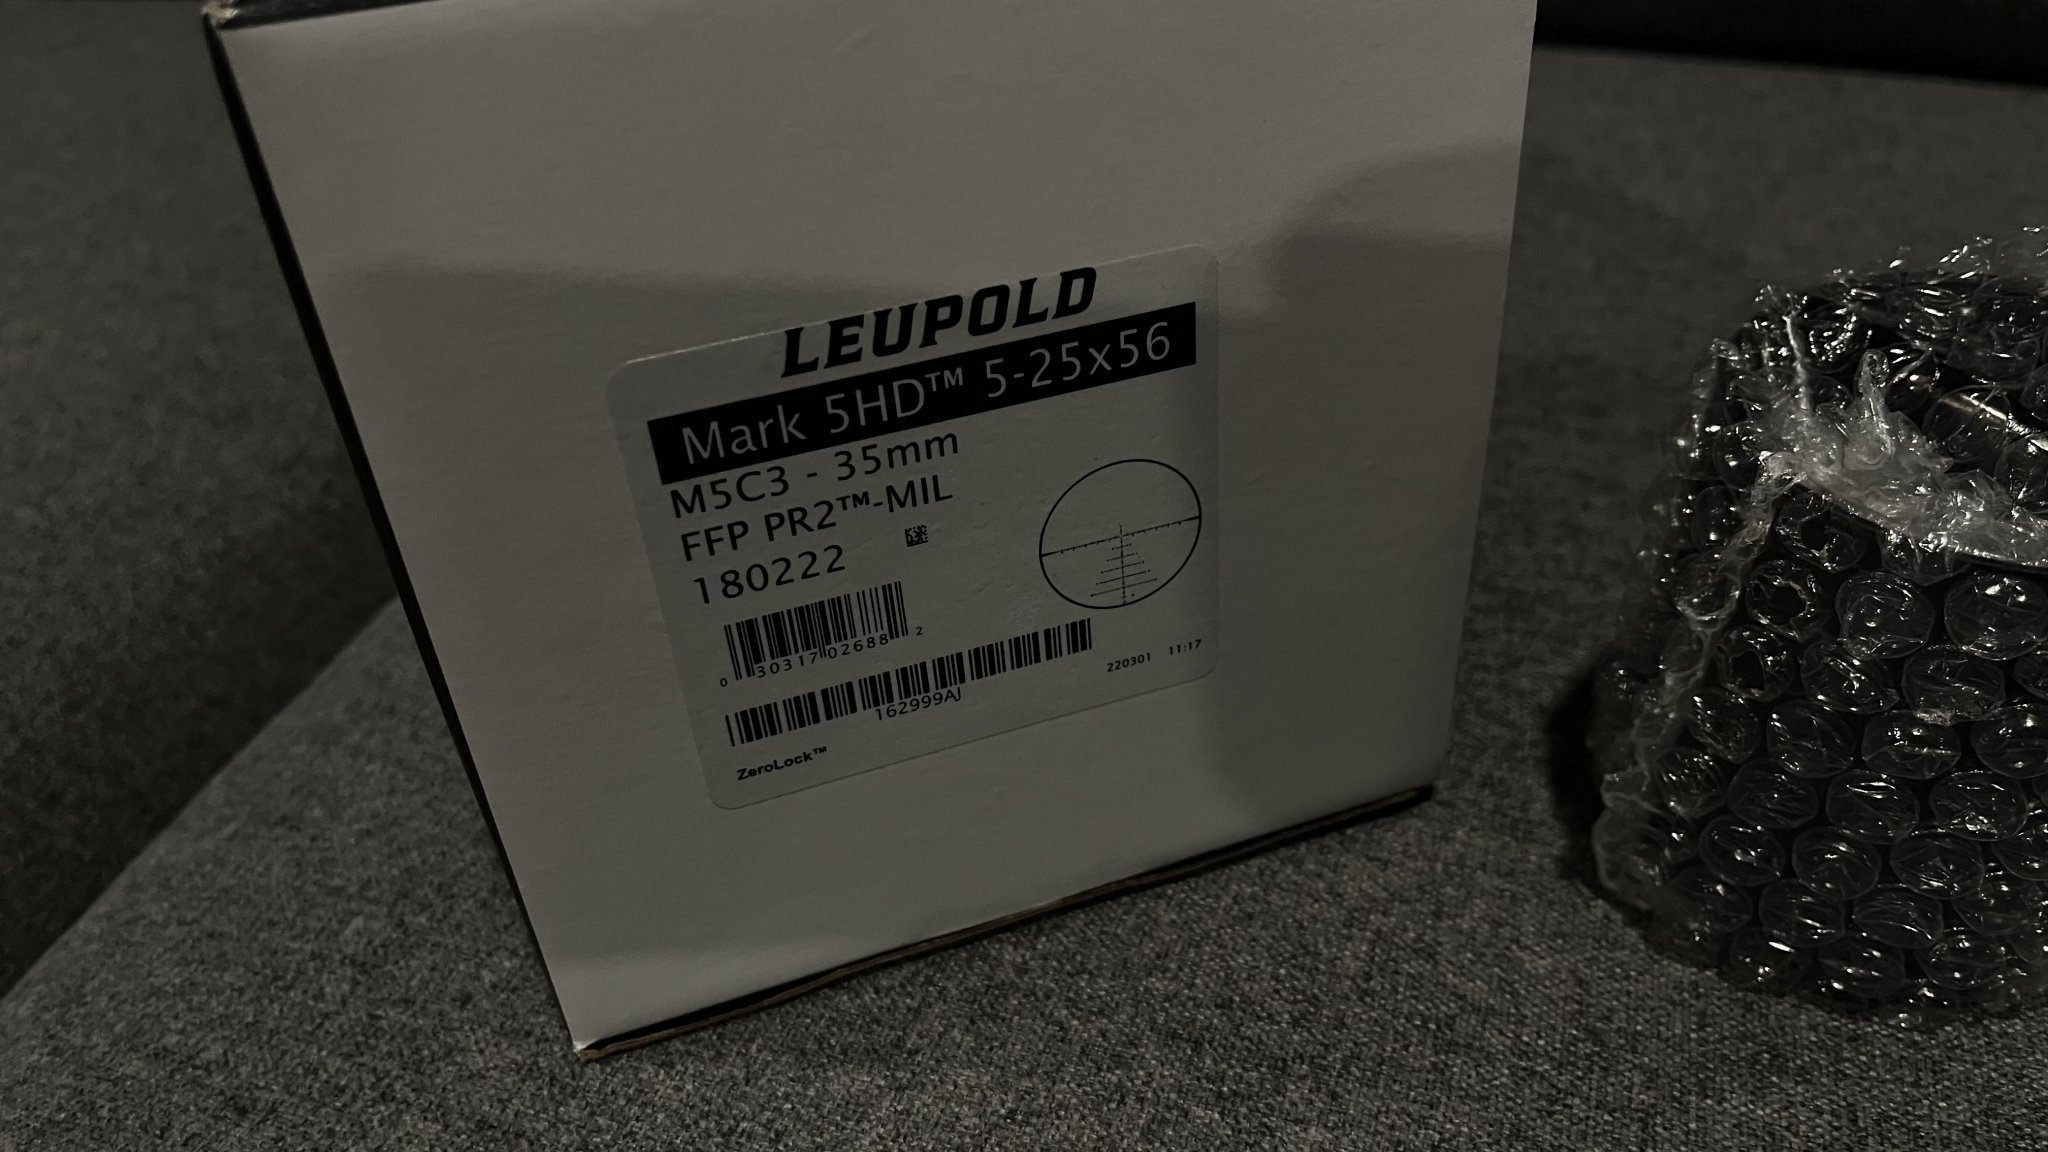 LEUPOLD
Mark 5HD™ 5-25x56
M5C3 - 35mm
FFP PR2™-MIL
180222
0 30317 02688 2
162999AJ
220301 11:17
ZeroLock™